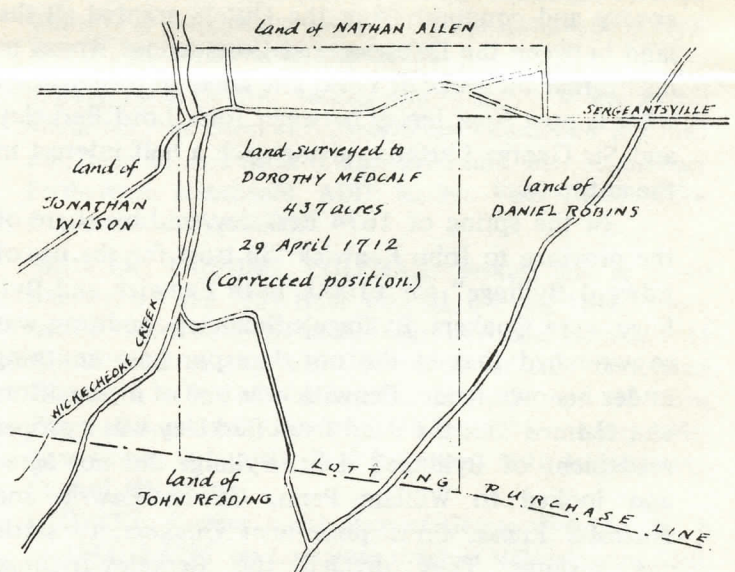 Land of NATHAN ALLEN
SERGEANTSVILLE
Land surveyed to
DOROTHY MEDCALF
437 acres
29 April 1712
(Corrected position.)
land of
JONATHAN
WILSON
land of
DANIEL ROBINS
WICKECHEOKE CREEK
land of
JOHN READING
LOTTING PURCHASE LINE